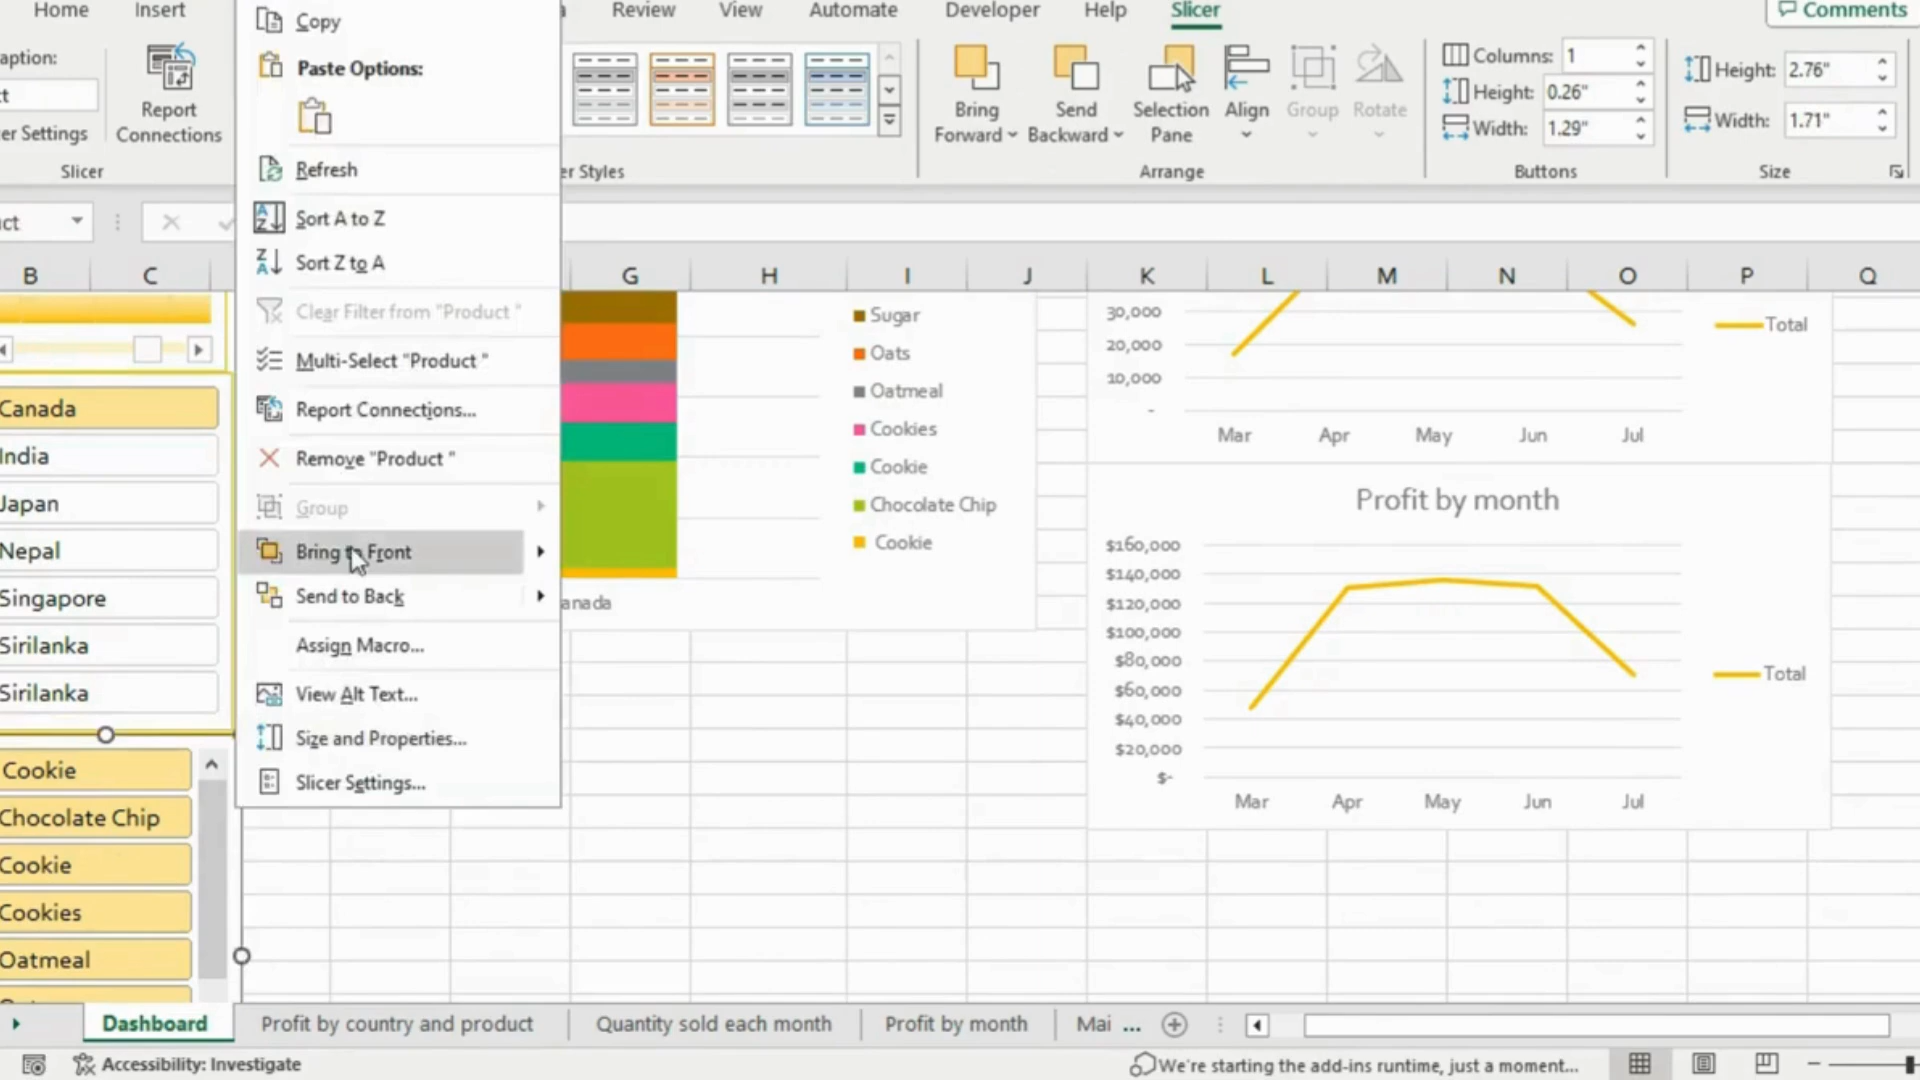 Home
Insert
Review
View
Automate
Developer
Help
Slicer
Comments
aption:
ct
er Settings
Report
Connections
Slicer
er Styles
Bring
Forward
Send
Backward
Selection
Pane
Align
Group
Rotate
Arrange
Columns: 1
Height: 0.26"
Width: 1.29"
Buttons
Height: 2.76"
Width: 1.71"
Size
Copy
Paste Options:
Refresh
Sort A to Z
Sort Z to A
Clear Filter from "Product "
Multi-Select "Product "
Report Connections...
Remove "Product "
Group
Bring to Front
Send to Back
Assign Macro...
View Alt Text...
Size and Properties...
Slicer Settings...
ct
B
C
G
H
I
J
K
L
M
N
O
P
Q
Canada
India
Japan
Nepal
Singapore
Sirilanka
Sirilanka
Cookie
Chocolate Chip
Cookie
Cookies
Oatmeal
Sugar
Oats
Oatmeal
Cookies
Cookie
Chocolate Chip
Cookie
anada
30,000
20,000
10,000
-
Mar
Apr
May
Jun
Jul
Total
Profit by month
$160,000
$140,000
$120,000
$100,000
$80,000
$60,000
$40,000
$20,000
$-
Mar
Apr
May
Jun
Jul
Total
Dashboard
Profit by country and product
Quantity sold each month
Profit by month
Mai ...
Accessibility: Investigate
We're starting the add-ins runtime, just a moment...